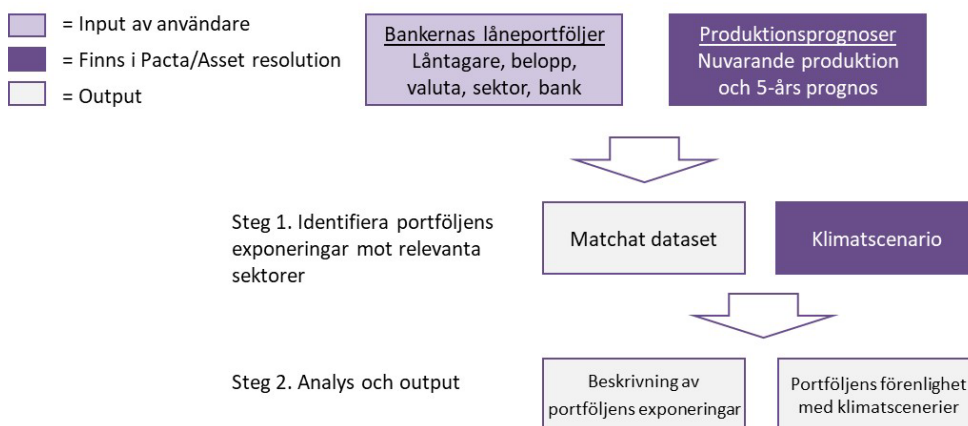 = Input av användare
= Finns i Pacta/Asset resolution
= Output
Bankernas låneportföljer
Låntagare, belopp,
valuta, sektor, bank
Produktionsprognoser
Nuvarande produktion
och 5-års prognos
Steg 1. Identifiera portföljens
exponeringar mot relevanta
sektorer
Matchat dataset
Klimatscenario
Steg 2. Analys och output
Beskrivning av
portföljens exponeringar
Portföljens förenlighet
med klimatscenerier